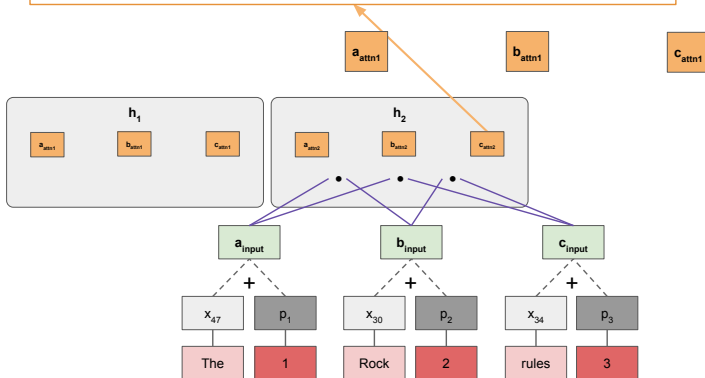 a_attn1 b_attn1 c_attn1
h_1 h_2
a_attn1 b_attn1 c_attn1 a_attn2 b_attn2 c_attn2
a_input b_input c_input
+ + +
x_47 p_1 x_30 p_2 x_34 p_3
The 1 Rock 2 rules 3